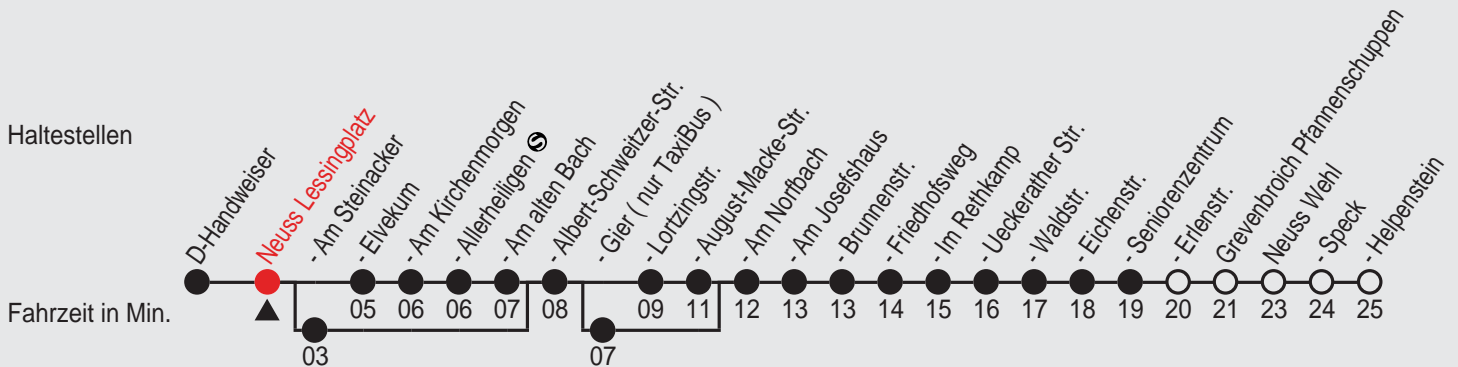 Haltestellen
D-Handweiser
Neuss Lessingplatz
- Am Steinacker
- Elvekum
- Am Kirchenmorgen
- Allerheiligen S
- Am alten Bach
- Albert-Schweitzer-Str.
- Gier ( nur TaxiBus )
- Lortzingstr.
- August-Macke-Str.
- Am Norfbach
- Am Josefshaus
- Brunnenstr.
- Friedhofsweg
- Im Rethkamp
- Ueckerather Str.
- Waldstr.
- Eichenstr.
- Seniorenzentrum
- Erlenstr.
Grevenbroich Pfannenschuppen
Neuss Wehl
- Speck
- Helpenstein
Fahrzeit in Min.
05 06 06 07 08 09 11 12 13 13 14 15 16 17 18 19 20 21 23 24 25
03 07